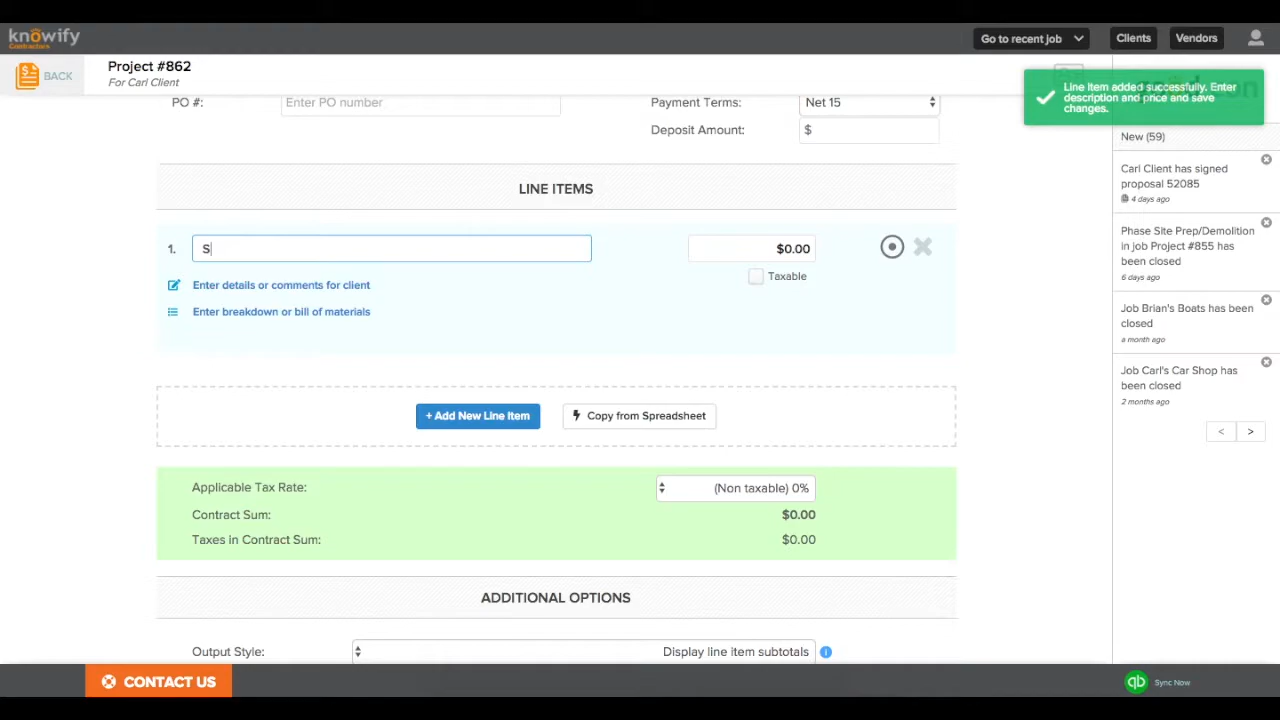 knowify
Contractors
Go to recent job
Clients
Vendors
BACK
Project #862
For Carl Client
Line Item added successfully. Enter
description and price and save
changes.
PO #:
Enter PO number
Payment Terms:
Net 15
Deposit Amount:
$
New (59)
LINE ITEMS
Carl Client has signed
proposal 52085
4 days ago
1.
S
$0.00
Taxable
Enter details or comments for client
Enter breakdown or bill of materials
Phase Site Prep/Demolition
in job Project #855 has
been closed
6 days ago
Job Brian's Boats has been
closed
a month ago
Job Carl's Car Shop has
been closed
2 months ago
+ Add New Line Item
Copy from Spreadsheet
<
>
Applicable Tax Rate:
(Non taxable) 0%
Contract Sum:
$0.00
Taxes in Contract Sum:
$0.00
ADDITIONAL OPTIONS
Output Style:
Display line item subtotals
i
CONTACT US
qb
Sync Now